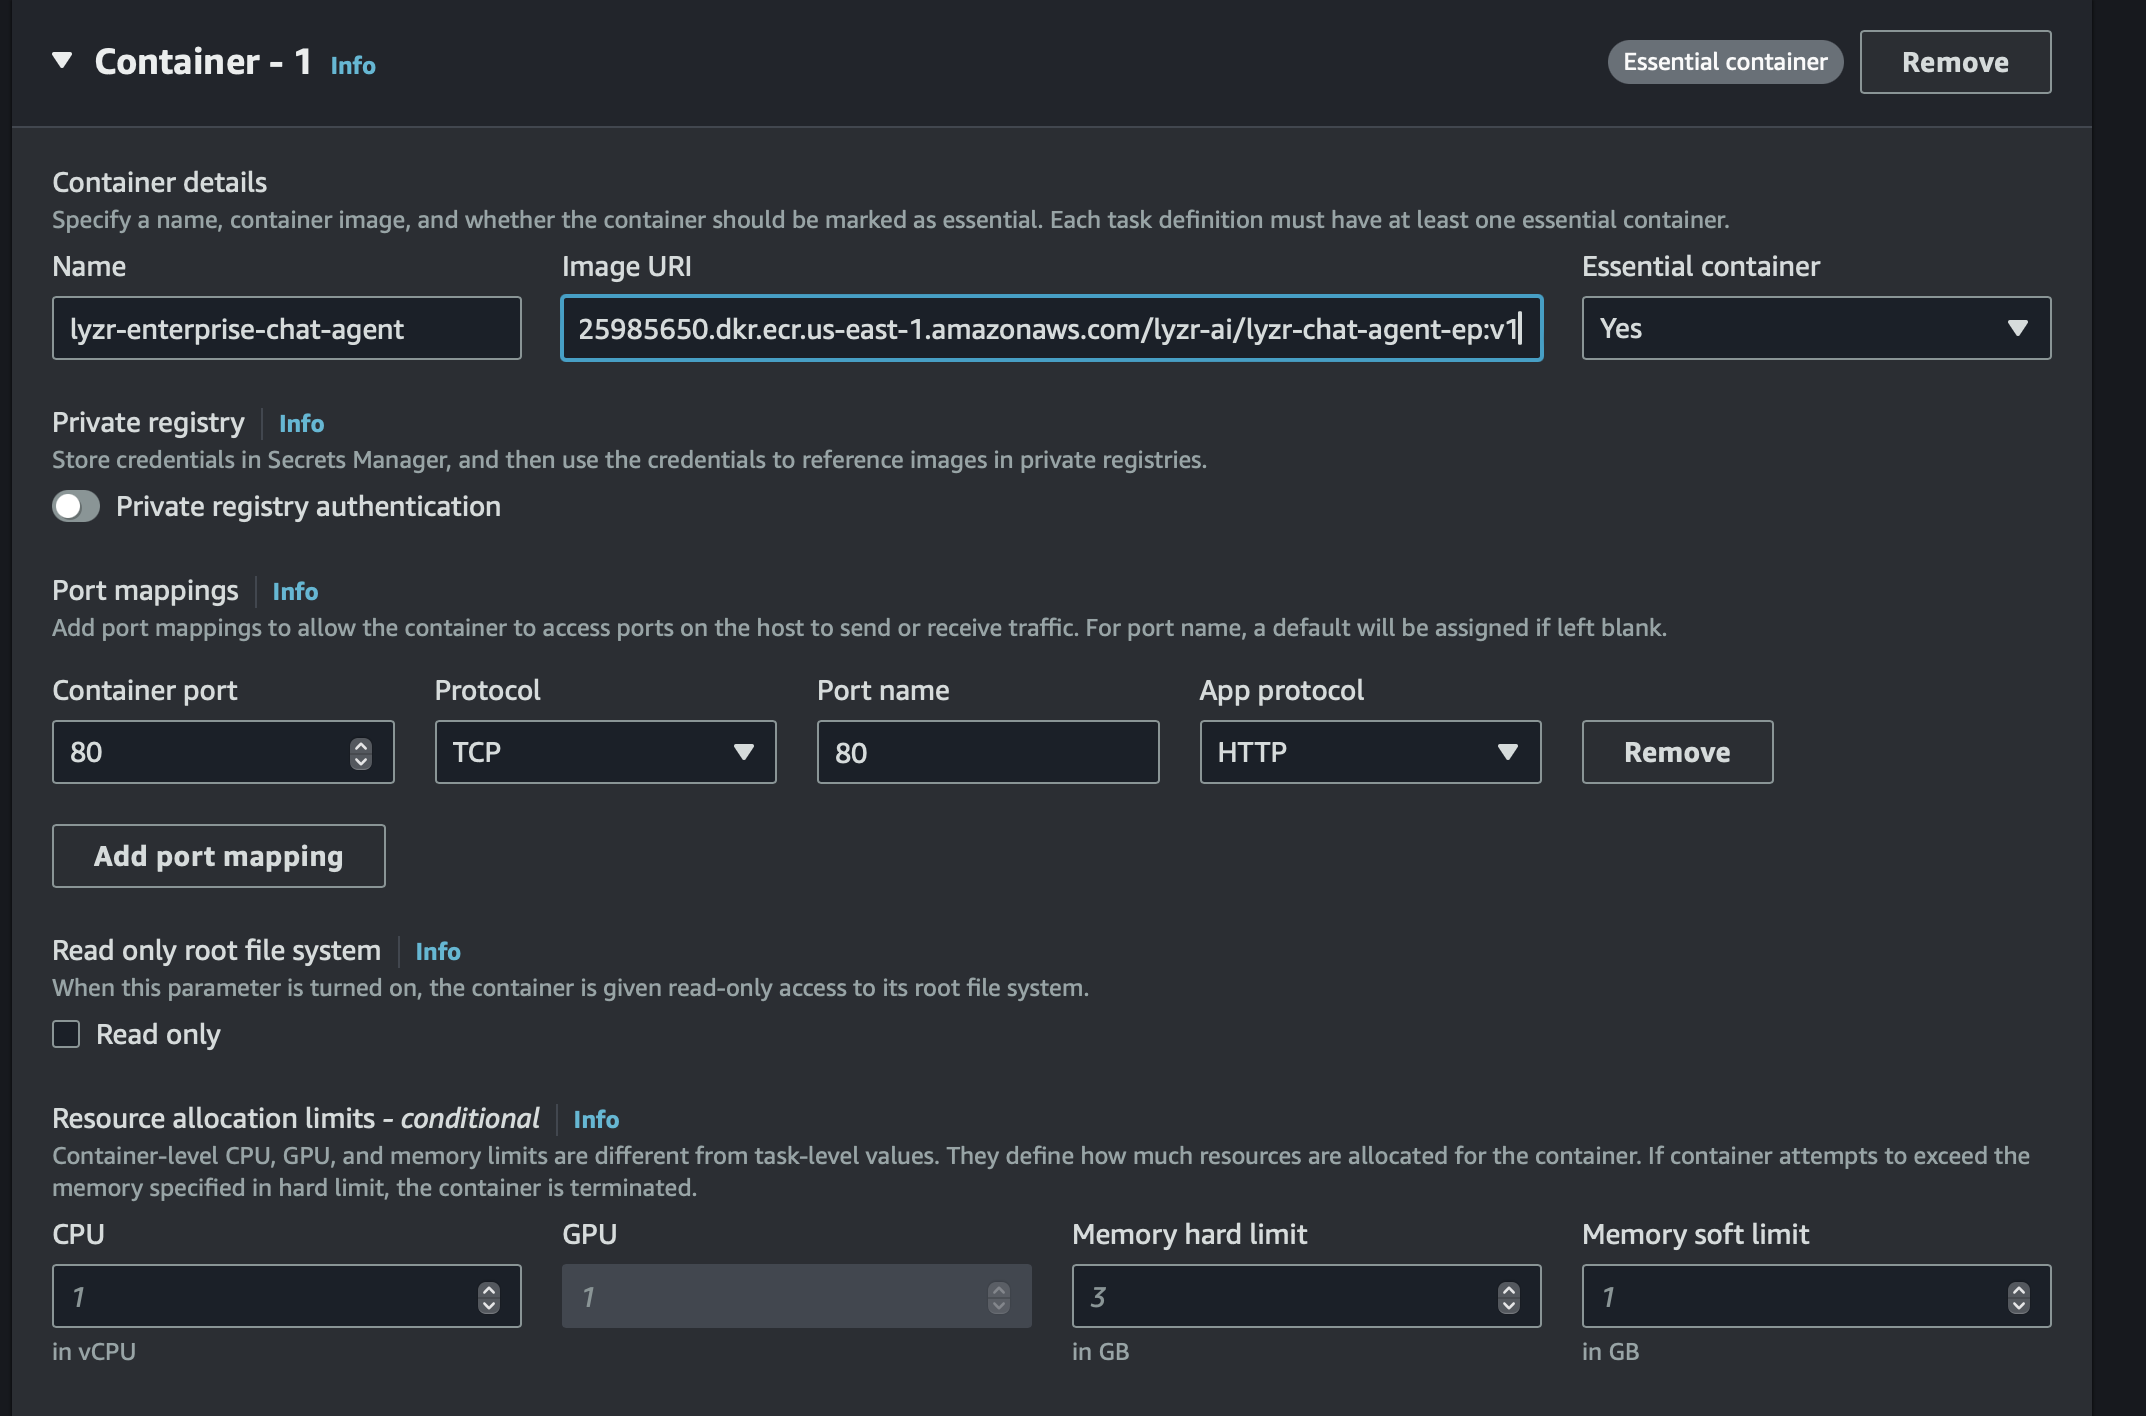 Container - 1 Info
Essential container
Remove
Container details
Specify a name, container image, and whether the container should be marked as essential. Each task definition must have at least one essential container.
Name
Image URI
Essential container
lyzr-enterprise-chat-agent
25985650.dkr.ecr.us-east-1.amazonaws.com/lyzr-ai/lyzr-chat-agent-ep:v1
Yes
Private registry
Info
Store credentials in Secrets Manager, and then use the credentials to reference images in private registries.
Private registry authentication
Port mappings
Info
Add port mappings to allow the container to access ports on the host to send or receive traffic. For port name, a default will be assigned if left blank.
Container port
Protocol
Port name
App protocol
80
TCP
80
HTTP
Remove
Add port mapping
Read only root file system
Info
When this parameter is turned on, the container is given read-only access to its root file system.
Read only
Resource allocation limits - conditional
Info
Container-level CPU, GPU, and memory limits are different from task-level values. They define how much resources are allocated for the container. If container attempts to exceed the
memory specified in hard limit, the container is terminated.
CPU
GPU
Memory hard limit
Memory soft limit
1
1
3
1
in vCPU
in GB
in GB